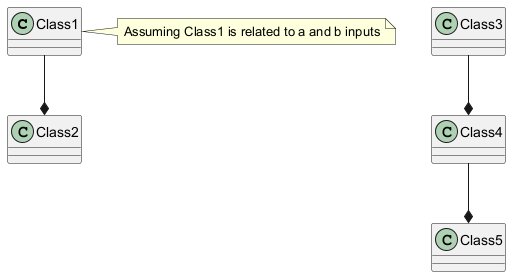 C Class1
Assuming Class1 is related to a and b inputs
C Class3
C Class2
C Class4
C Class5